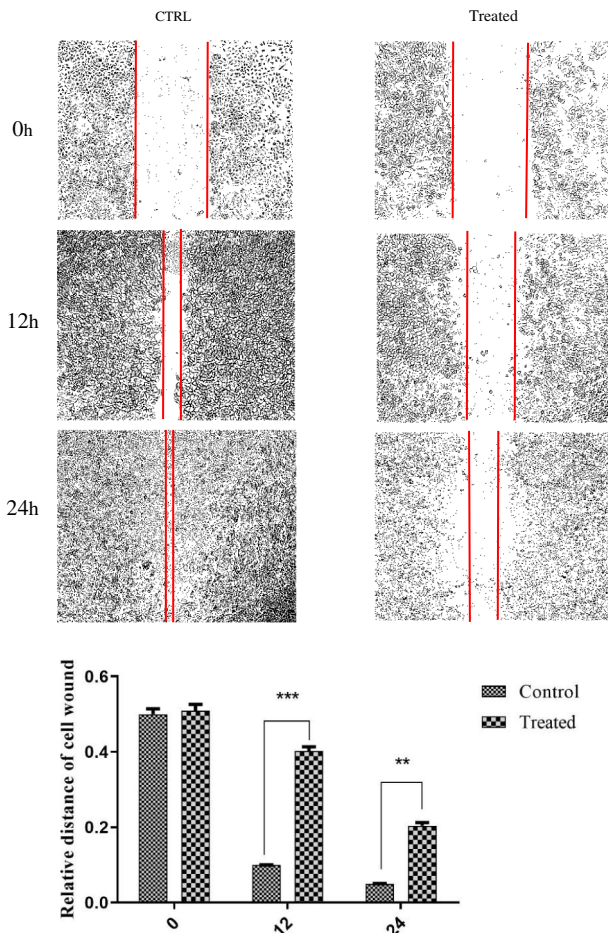 CTRL Treated
0h
12h
24h
Relative distance of cell wound
0.6
0.4
0.2
0.0
***
**
0 12 24
Control
Treated